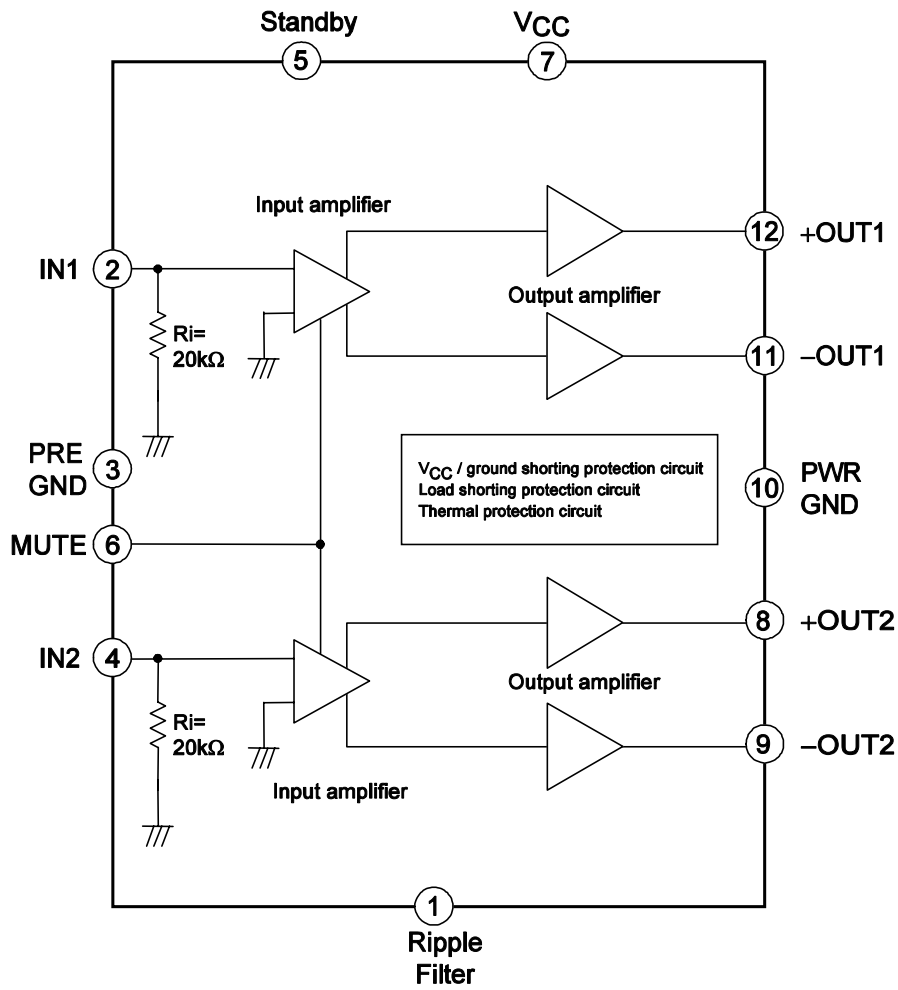 Standby
VCC
5
7
Input amplifier
IN1
2
12
+OUT1
Ri=
20kΩ
Output amplifier
11
–OUT1
PRE
GND
3
VCC / ground shorting protection circuit
Load shorting protection circuit
Thermal protection circuit
10
PWR
GND
MUTE
6
8
+OUT2
IN2
4
Ri=
20kΩ
Output amplifier
9
–OUT2
Input amplifier
1
Ripple
Filter